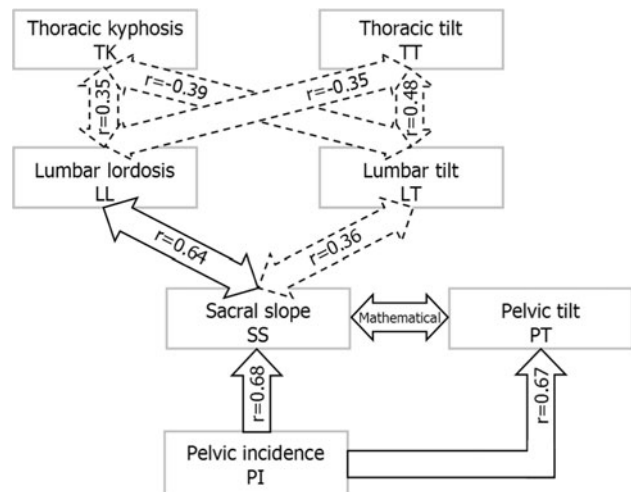 Thoracic kyphosis
TK
Thoracic tilt
TT
r=0.35
r=-0.39
r=-0.35
r=0.48
Lumbar lordosis
LL
Lumbar tilt
LT
r=0.64
r=0.36
Sacral slope
SS
Mathematical
Pelvic tilt
PT
r=0.68
r=0.67
Pelvic incidence
PI